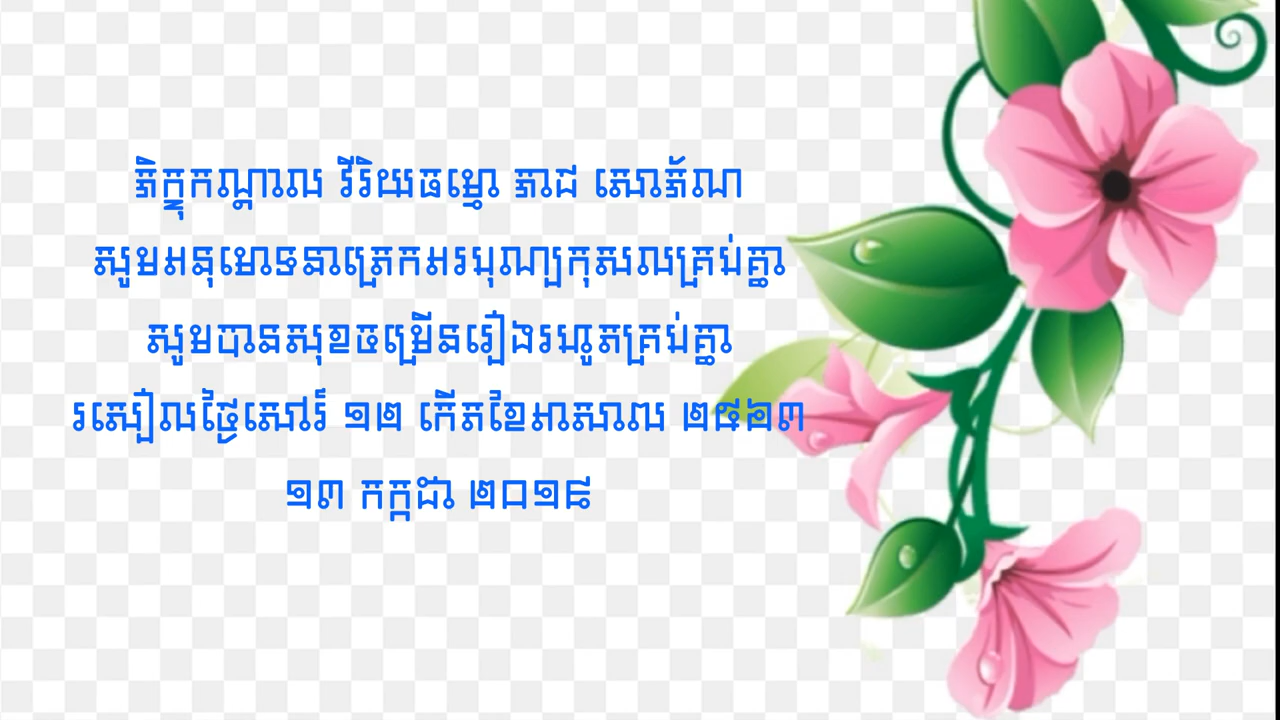 ភិក្ខុកណ្ដាល វីរិយធម្មោ ភាជ សោភ័ណ
សូមអនុមោទនាត្រេកអរបុណ្យកុសលគ្រប់គ្នា
សូមបានសុខចម្រើនរឿងរហូតគ្រប់គ្នា
រសៀលថ្ងៃសៅរ៍ ១២ កើតខែអាសាឍ ២៥៦៣
១៣ កក្កដា ២០១៩